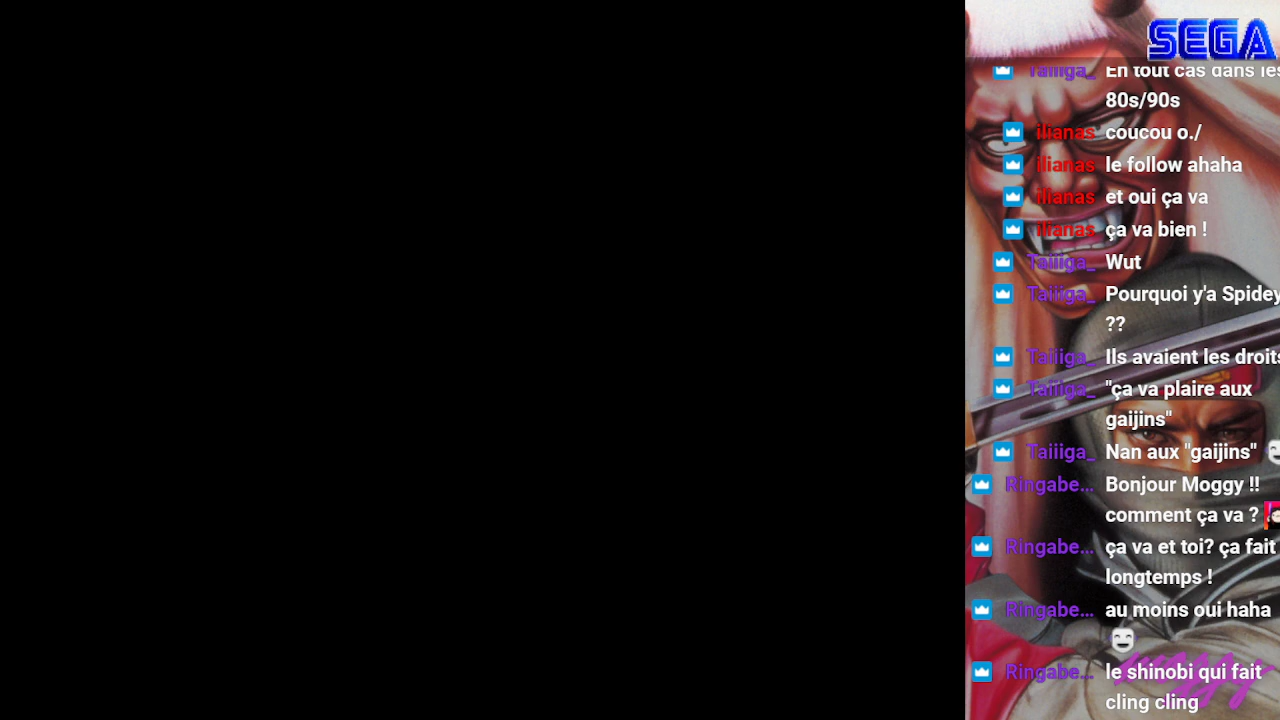 SEGA
Taiiiga_ En tout cas dans les
80s/90s
ilianas coucou o./
ilianas le follow ahaha
ilianas et oui ça va
ilianas ça va bien !
Taiiiga_ Wut
Taiiiga_ Pourquoi y'a Spidey
??
Taiiiga_ Ils avaient les droits
Taiiiga_ "ça va plaire aux
gaijins"
Taiiiga_ Nan aux "gaijins"
Ringabe... Bonjour Moggy !!
comment ça va ?
Ringabe... ça va et toi? ça fait
longtemps !
Ringabe... au moins oui haha
Ringabe... le shinobi qui fait
cling cling